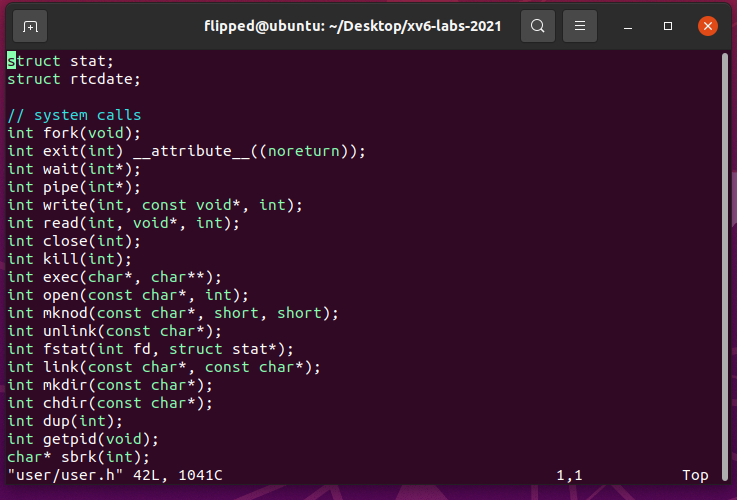 flipped@ubuntu: ~/Desktop/xv6-labs-2021
struct stat;
struct rtcdate;

// system calls
int fork(void);
int exit(int) __attribute__((noreturn));
int wait(int*);
int pipe(int*);
int write(int, const void*, int);
int read(int, void*, int);
int close(int);
int kill(int);
int exec(char*, char**);
int open(const char*, int);
int mknod(const char*, short, short);
int unlink(const char*);
int fstat(int fd, struct stat*);
int link(const char*, const char*);
int mkdir(const char*);
int chdir(const char*);
int dup(int);
int getpid(void);
char* sbrk(int);
"user/user.h" 42L, 1041C 1,1 Top